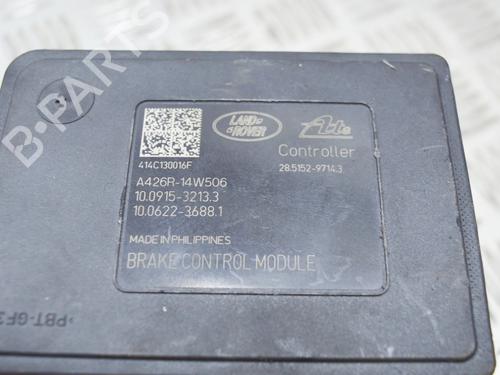 B-PARTS
LAND ROVER
Ate
Controller
414C130016F
28.5152-9714.3
A426R-14W506
10.0915-3213.3
10.0622-3688.1
MADE IN PHILIPPINES
BRAKE CONTROL MODULE
>PBT-GF3